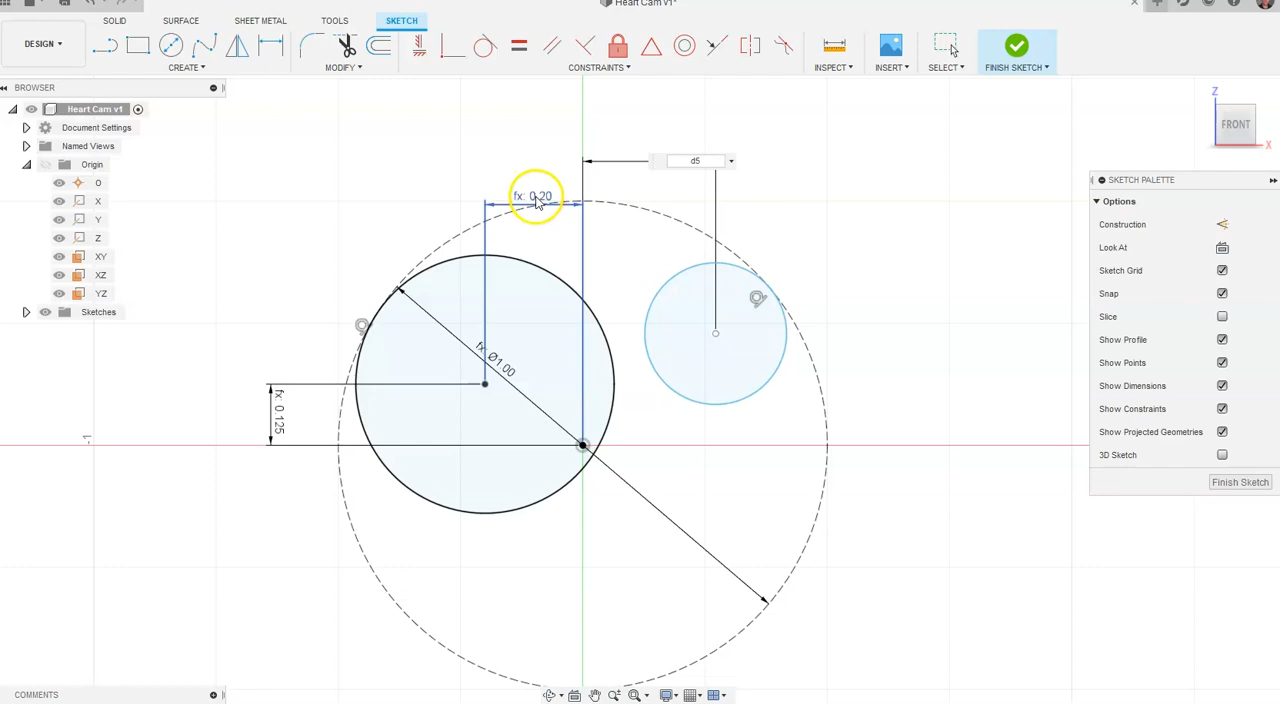 Heart Cam v1*
SOLID SURFACE SHEET METAL TOOLS SKETCH
DESIGN
CREATE MODIFY CONSTRAINTS INSPECT INSERT SELECT FINISH SKETCH
BROWSER
Heart Cam v1
Document Settings
Named Views
Origin
O
X
Y
Z
XY
XZ
YZ
Sketches
Z
FRONT
X
d5
fx: 0.20
fx: Ø1.00
fx: 0.125
-1
SKETCH PALETTE
Options
Construction
Look At
Sketch Grid
Snap
Slice
Show Profile
Show Points
Show Dimensions
Show Constraints
Show Projected Geometries
3D Sketch
Finish Sketch
COMMENTS